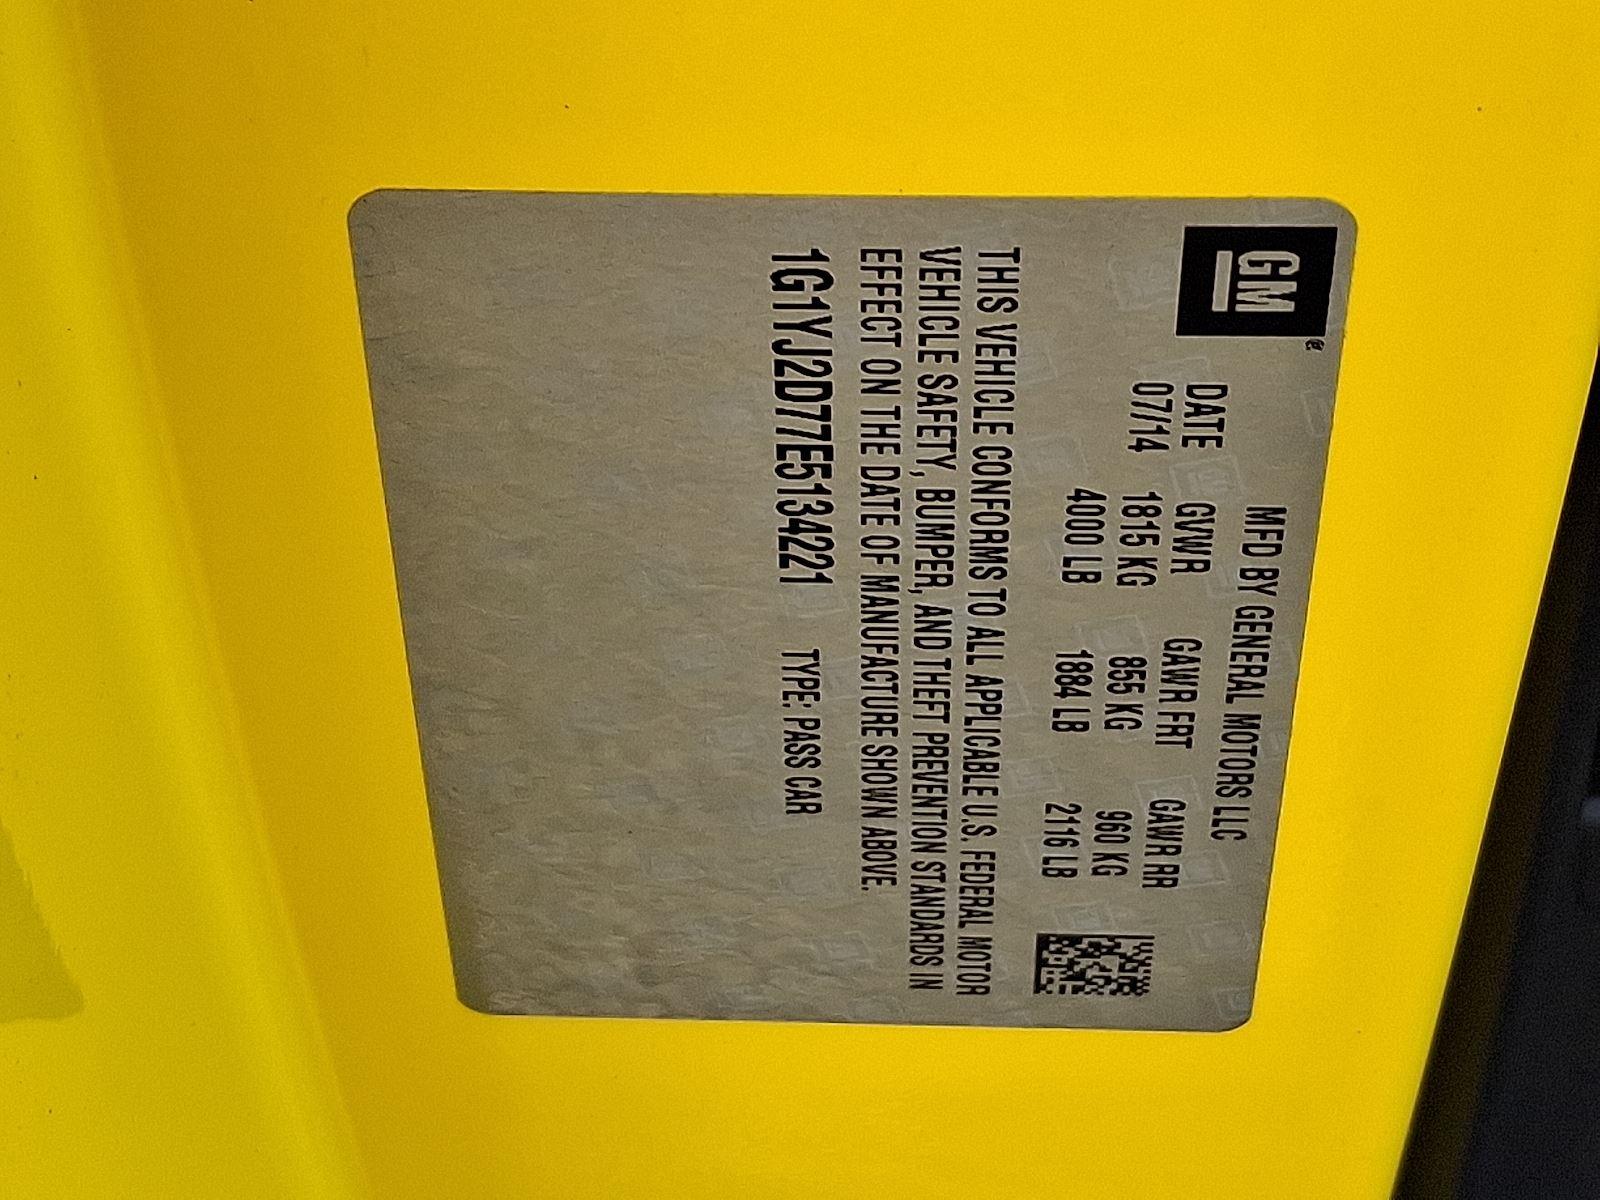 GM
MFD BY GENERAL MOTORS LLC
DATE GVWR GAWR FRT GAWR RR
07/14 1815 KG 855 KG 960 KG
4000 LB 1884 LB 2116 LB
THIS VEHICLE CONFORMS TO ALL APPLICABLE U.S. FEDERAL MOTOR
VEHICLE SAFETY, BUMPER, AND THEFT PREVENTION STANDARDS IN
EFFECT ON THE DATE OF MANUFACTURE SHOWN ABOVE.
1G1YJ2D77E5134221 TYPE: PASS CAR